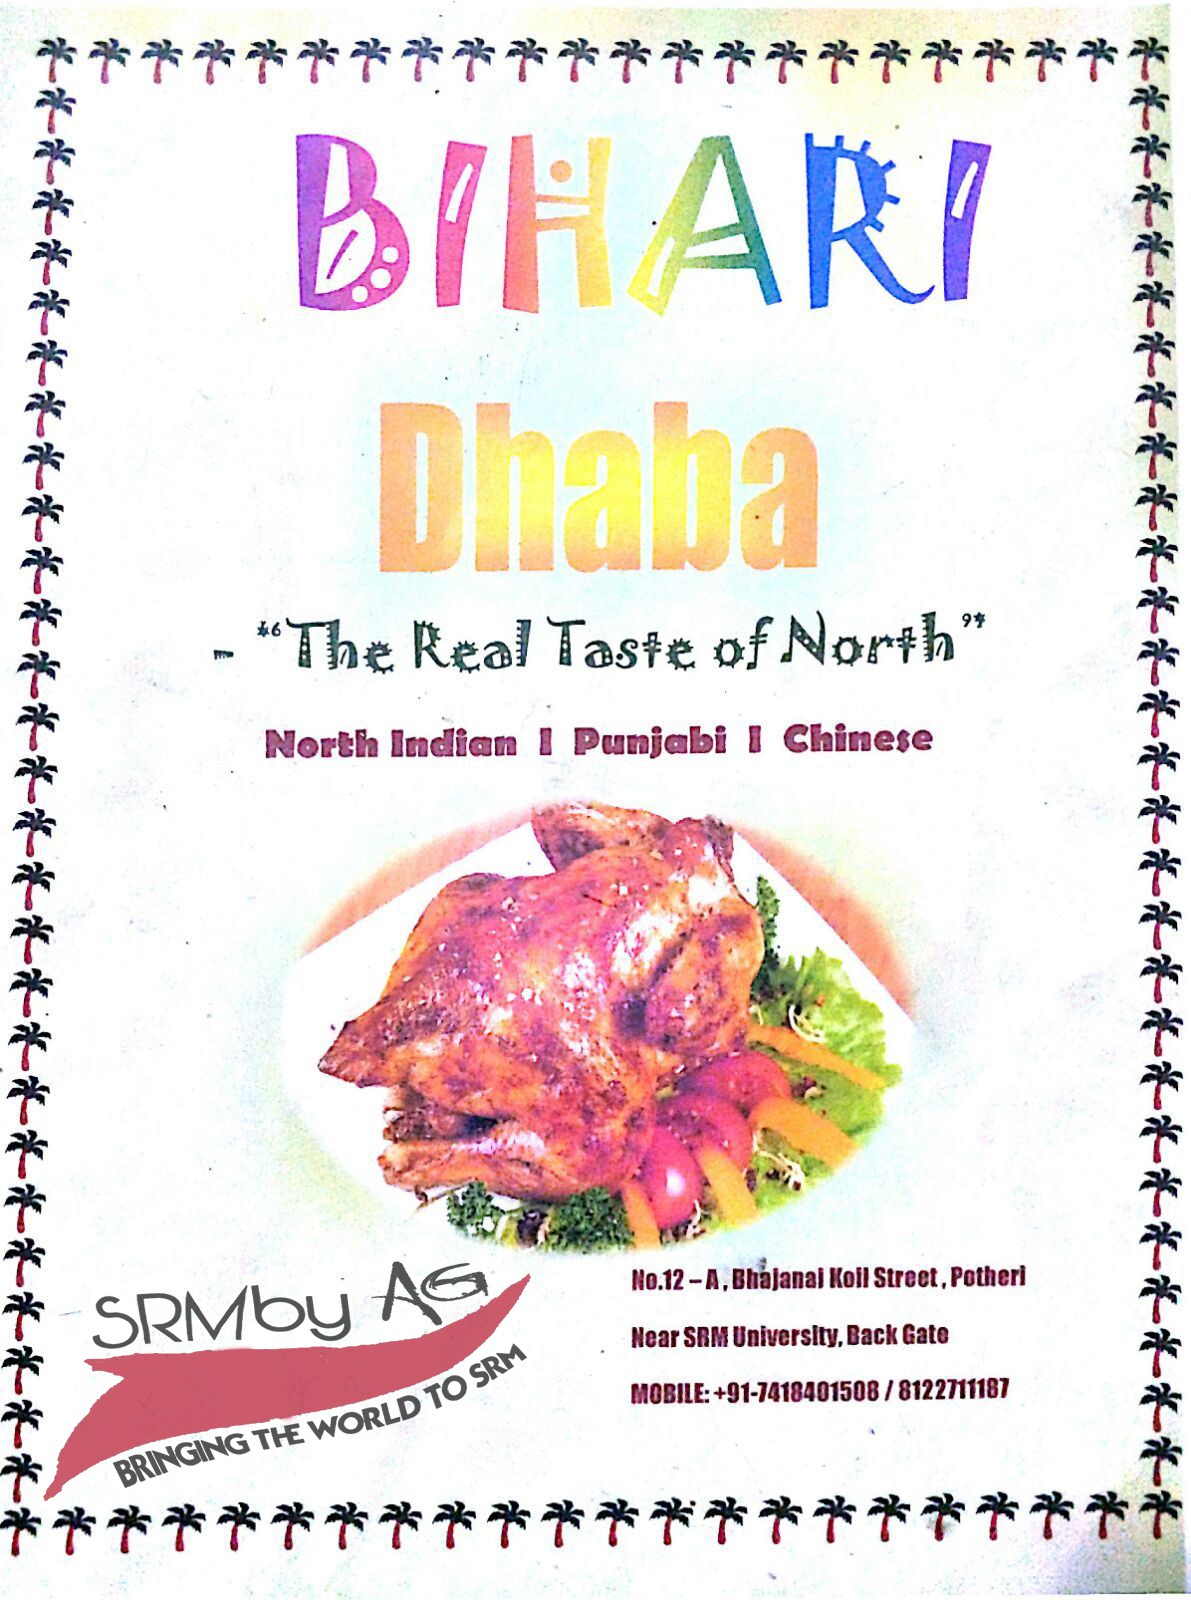 BIHARI
Dhaba
- "The Real Taste of North"
North Indian I Punjabi I Chinese
No.12 – A , Bhajanai Koil Street , Potheri
Near SRM University, Back Gate
MOBILE: +91-7418401508 / 8122711187
SRMby AG
BRINGING THE WORLD TO SRM